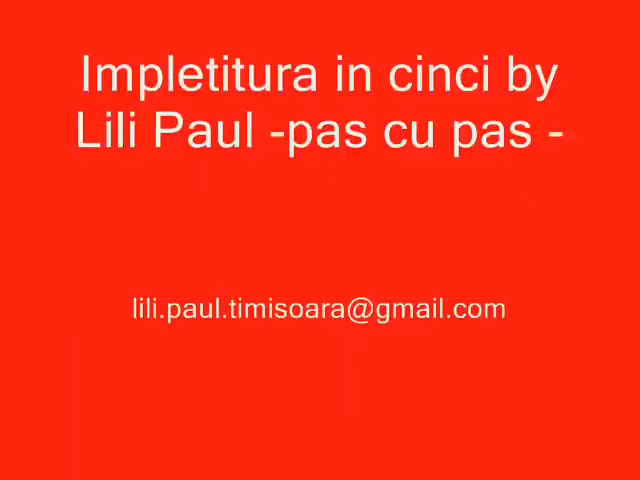 Impletitura in cinci by
Lili Paul -pas cu pas -
lili.paul.timisoara@gmail.com